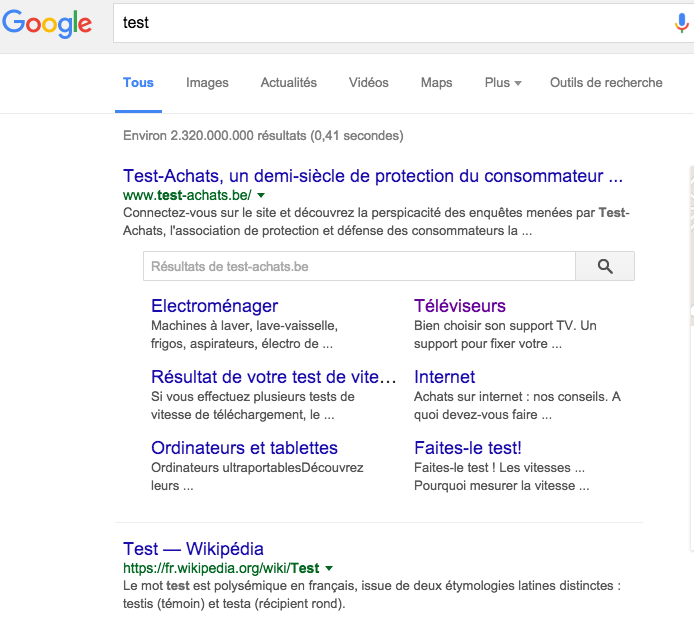 Google
test
Tous Images Actualités Vidéos Maps Plus Outils de recherche
Environ 2.320.000.000 résultats (0,41 secondes)
Test-Achats, un demi-siècle de protection du consommateur ...
www.test-achats.be/
Connectez-vous sur le site et découvrez la perspicacité des enquêtes menées par Test-
Achats, l'association de protection et défense des consommateurs la ...
Résultats de test-achats.be
Electroménager
Machines à laver, lave-vaisselle,
frigos, aspirateurs, électro de ...
Téléviseurs
Bien choisir son support TV. Un
support pour fixer votre ...
Résultat de votre test de vite...
Si vous effectuez plusieurs tests de
vitesse de téléchargement, le ...
Internet
Achats sur internet : nos conseils. A
quoi devez-vous faire ...
Ordinateurs et tablettes
Ordinateurs ultraportablesDécouvrez
leurs ...
Faites-le test!
Faites-le test ! Les vitesses ...
Pourquoi mesurer la vitesse ...
Test — Wikipédia
https://fr.wikipedia.org/wiki/Test
Le mot test est polysémique en français, issue de deux étymologies latines distinctes :
testis (témoin) et testa (récipient rond).